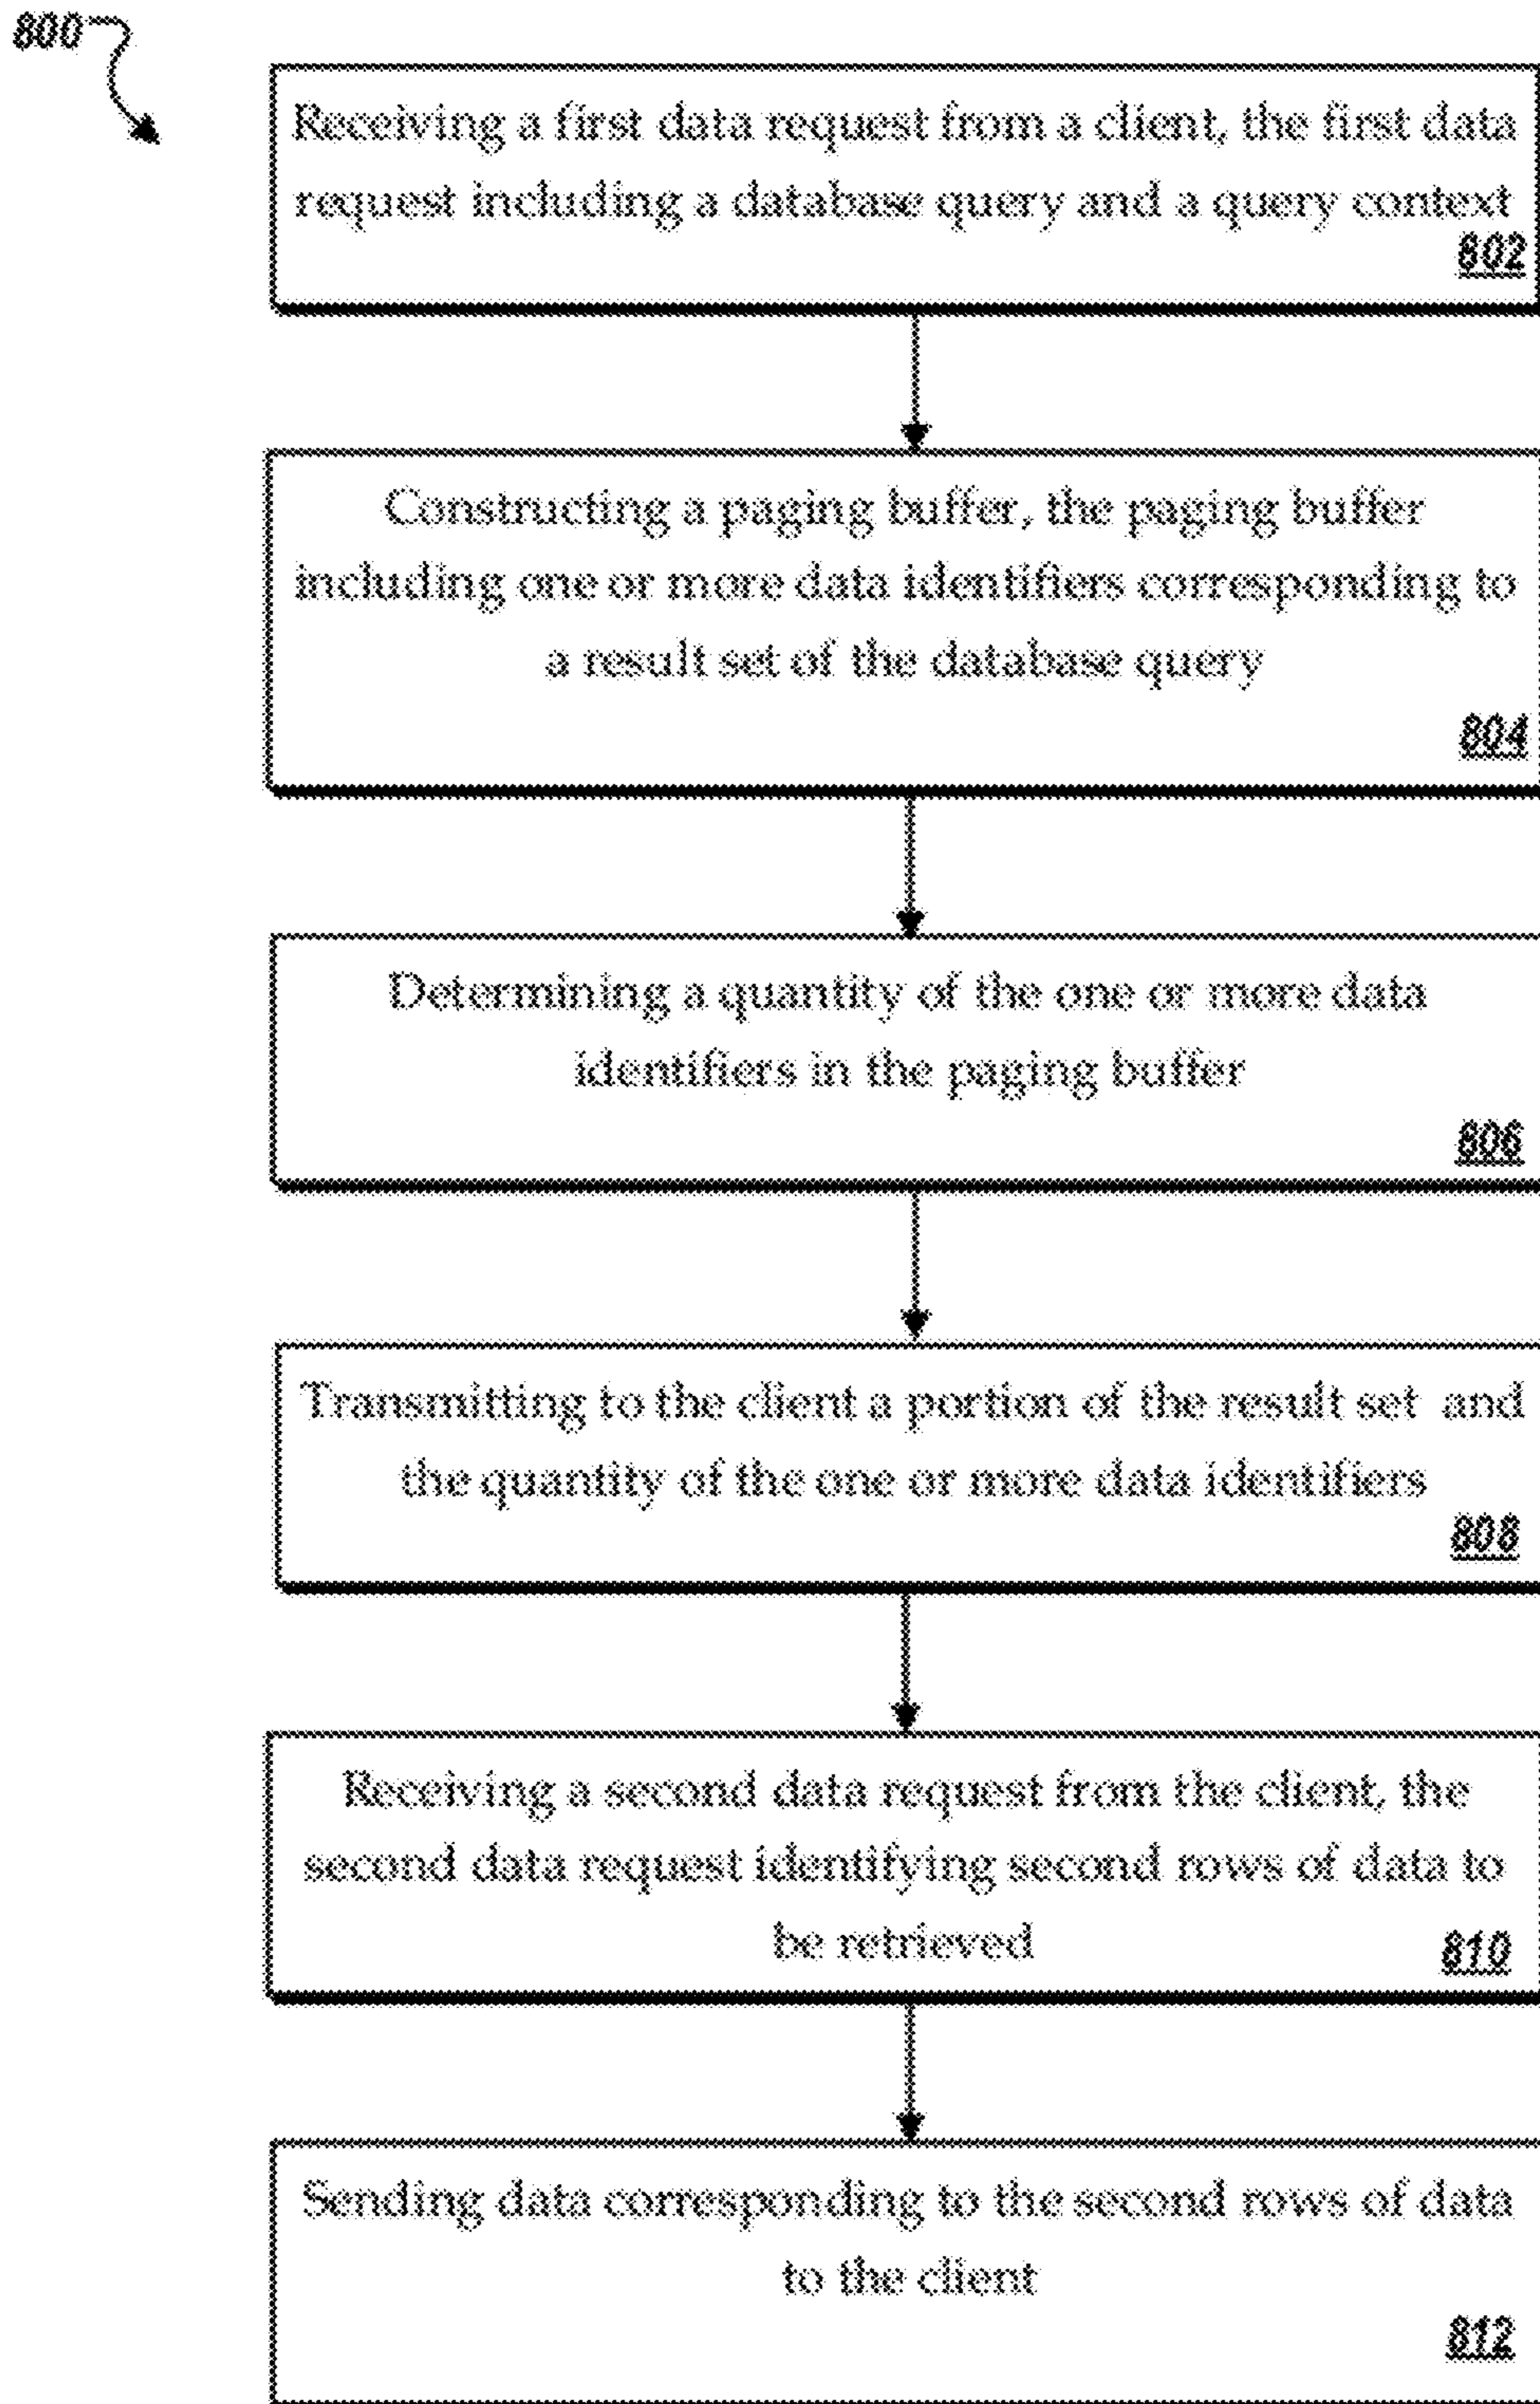 800
Receiving a first data request from a client, the first data
request including a database query and a query context
802
Constructing a paging buffer, the paging buffer
including one or more data identifiers corresponding to
a result set of the database query
804
Determining a quantity of the one or more data
identifiers in the paging buffer
806
Transmitting to the client a portion of the result set and
the quantity of the one or more data identifiers
808
Receiving a second data request from the client, the
second data request identifying second rows of data to
be retrieved
810
Sending data corresponding to the second rows of data
to the client
812